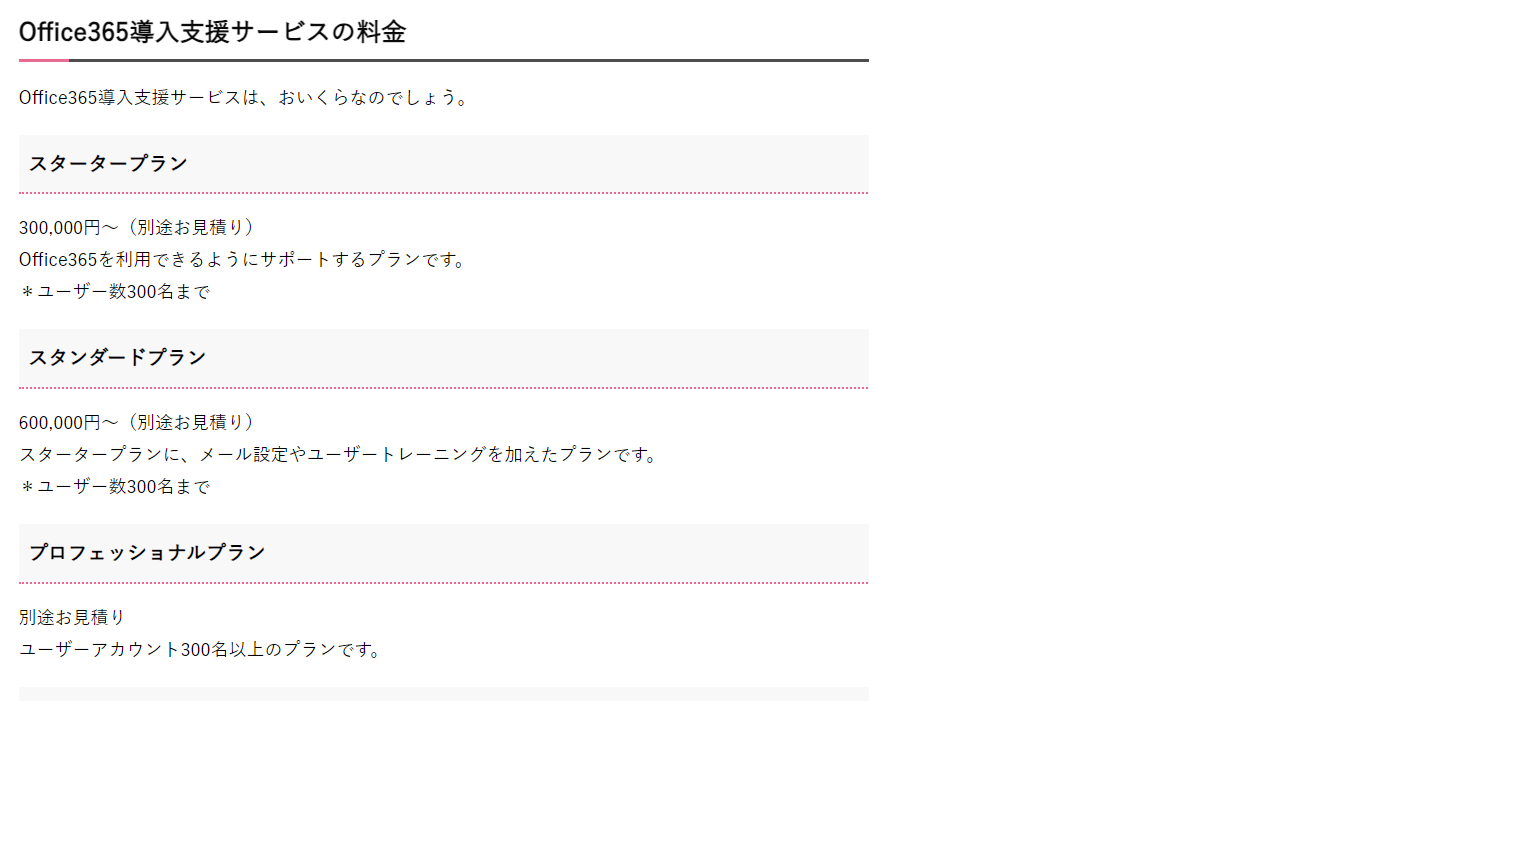 Office365導入支援サービスの料金
Office365導入支援サービスは、おいくらなのでしょう。
スタータープラン
300,000円～（別途お見積り）
Office365を利用できるようにサポートするプランです。
＊ユーザー数300名まで
スタンダードプラン
600,000円～（別途お見積り）
スタータープランに、メール設定やユーザートレーニングを加えたプランです。
＊ユーザー数300名まで
プロフェッショナルプラン
別途お見積り
ユーザーアカウント300名以上のプランです。